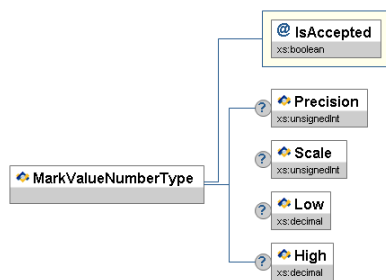 @ IsAccepted
xs:boolean
? Precision
xs:unsignedInt
? Scale
xs:unsignedInt
MarkValueNumberType
? Low
xs:decimal
? High
xs:decimal